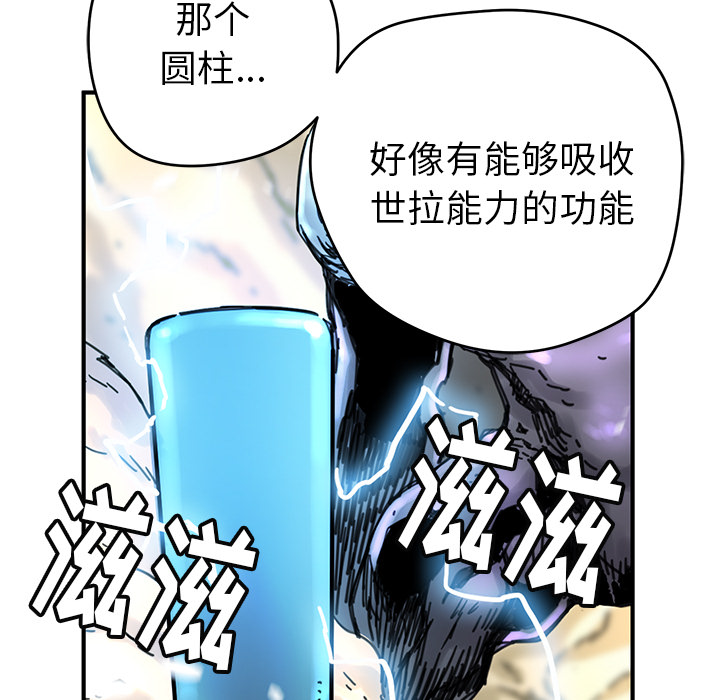 那个
圆柱...
好像有能够吸收
世拉能力的功能
滋滋
滋滋